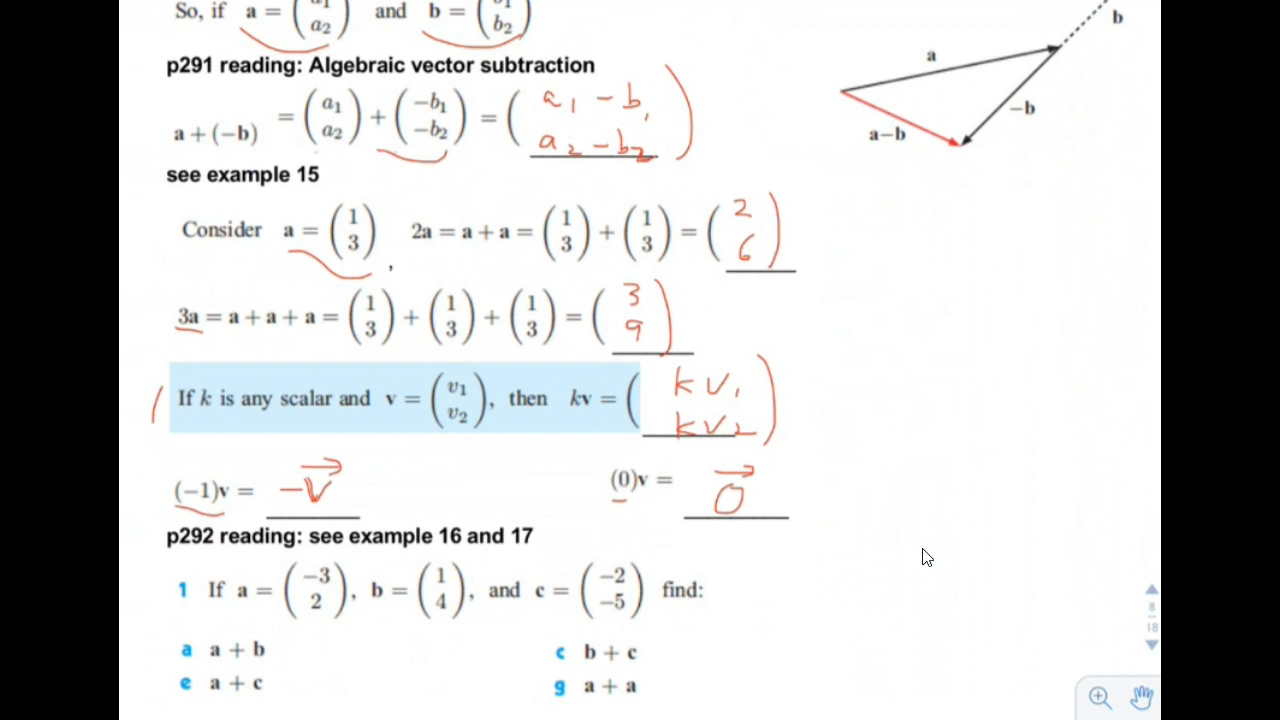 So, if a = (a1 a2) and b = (b1 b2)
b
a
p291 reading: Algebraic vector subtraction
a + (−b) = (a1 a2) + (−b1 −b2) = (a1 − b1 a2 − b2)
−b
a−b
see example 15
Consider a = (1 3), 2a = a + a = (1 3) + (1 3) = (2 6)
3a = a + a + a = (1 3) + (1 3) + (1 3) = (3 9)
If k is any scalar and v = (v1 v2), then kv = (kv1 kv2)
(−1)v = −v⃗ (0)v = 0⃗
p292 reading: see example 16 and 17
1 If a = (−3 2), b = (1 4), and c = (−2 −5) find:
a a + b c b + c
e a + c g a + a
8
18